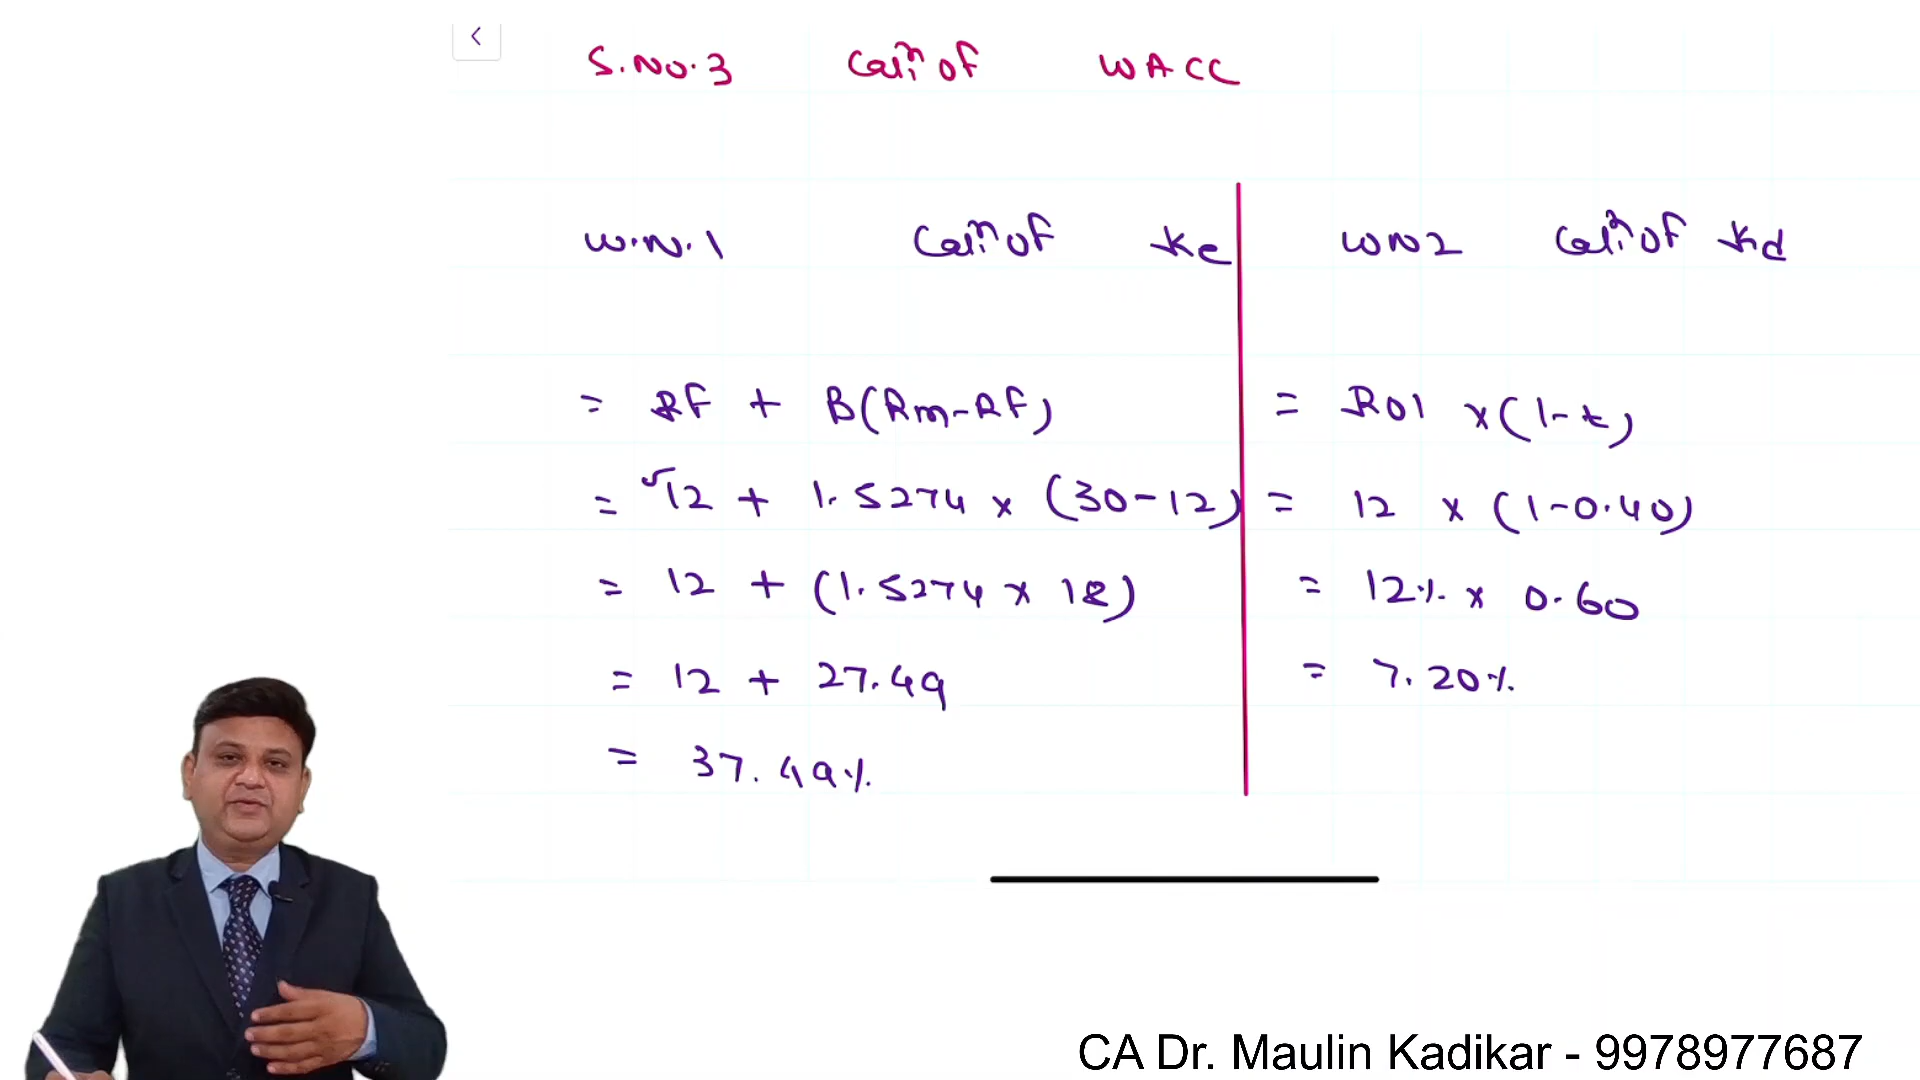 S.No.3 Calⁿ of WACC
W.N.1 Calⁿ of Ke
= RF + B(Rm-RF)
= 12 + 1.5274 x (30-12)
= 12 + (1.5274 x 18)
= 12 + 27.49
= 37.49%
WN2 Calⁿ of Kd
= ROI x (1-t)
= 12 x (1-0.40)
= 12% x 0.60
= 7.20%
CA Dr. Maulin Kadikar - 9978977687